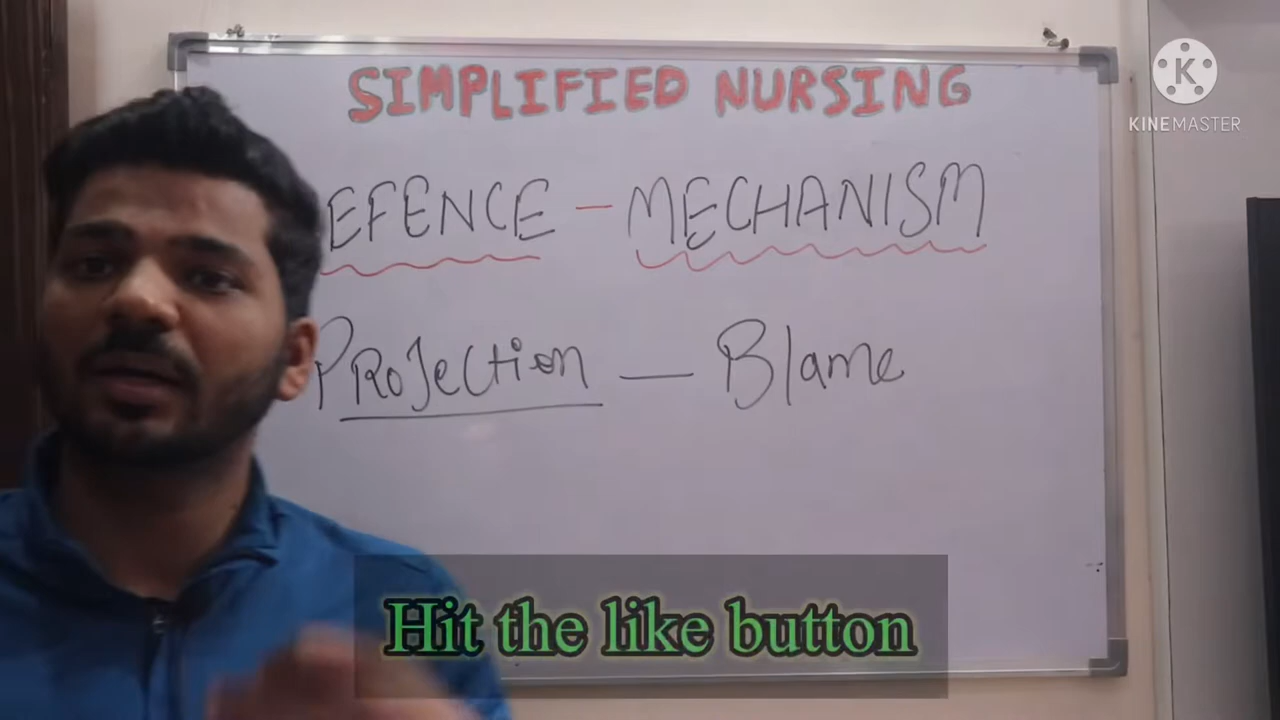 SIMPLIFIED NURSING
K
KINEMASTER
EFENCE - MECHANISM
PROJection — Blame
Hit the like button